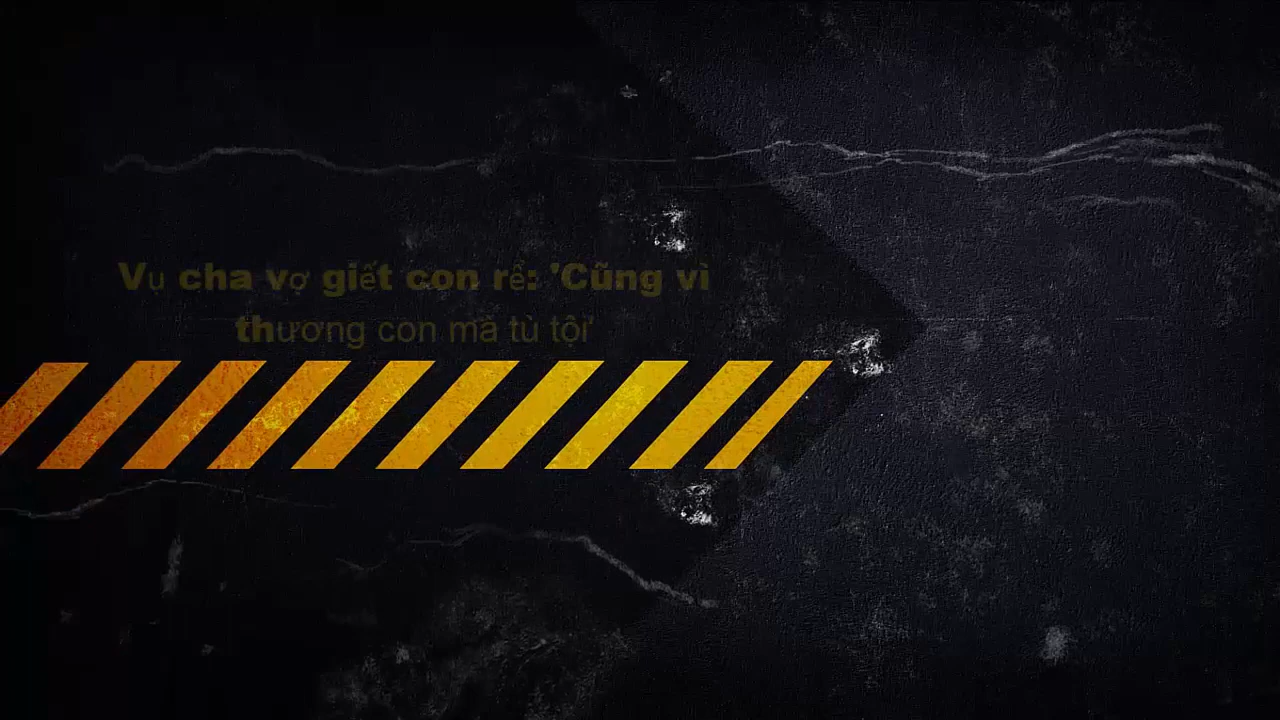 Vụ cha vợ giết con rể: 'Cũng vì
thương con mà tù tội'